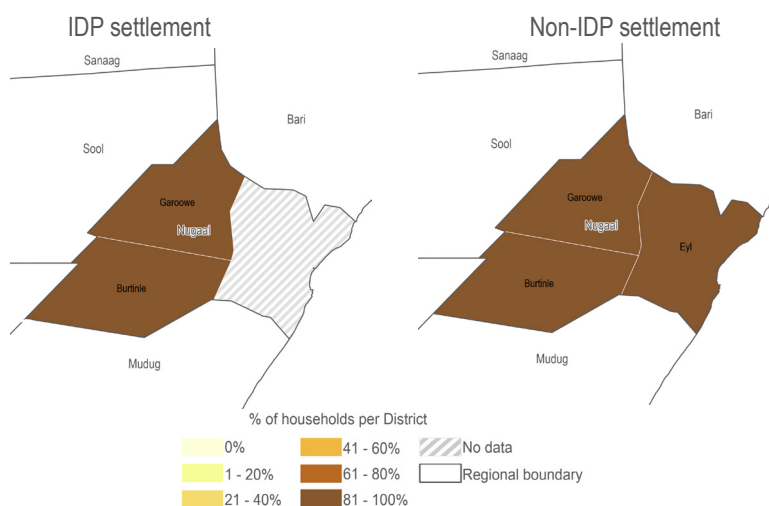 IDP settlement
Non-IDP settlement
Sanaag
Bari
Sool
Garoowe
Nugaal
Burtinle
Mudug
Sanaag
Bari
Sool
Garoowe
Nugaal
Eyl
Burtinle
Mudug
% of households per District
0%
1 - 20%
21 - 40%
41 - 60%
61 - 80%
81 - 100%
No data
Regional boundary